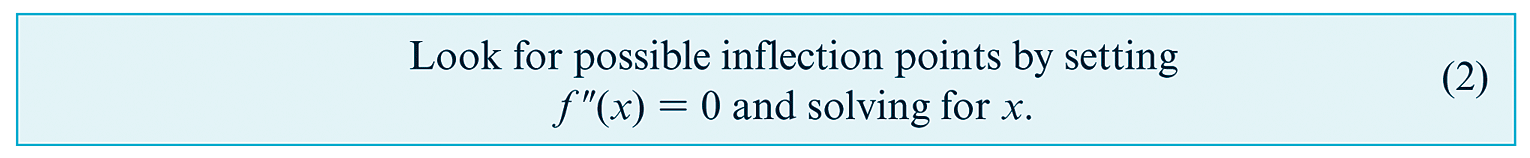 Look for possible inflection points by setting
f″(x) = 0 and solving for x.
(2)